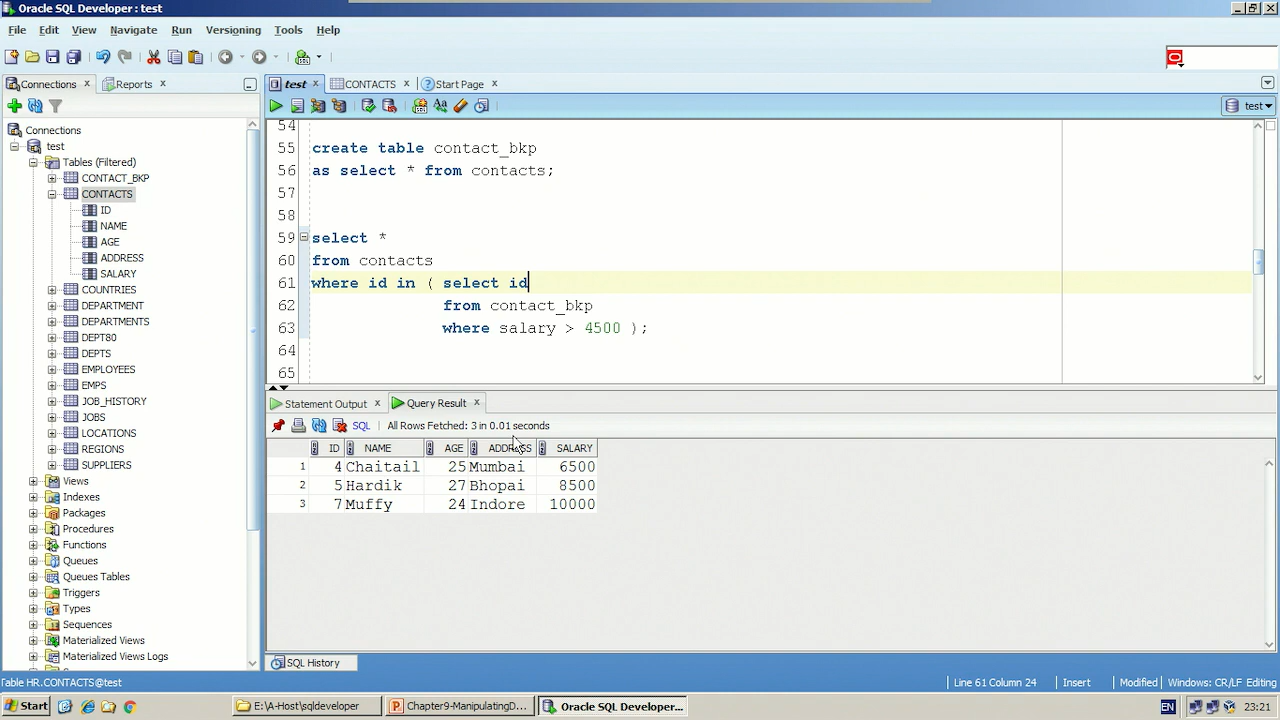 Oracle SQL Developer : test
File Edit View Navigate Run Versioning Tools Help
Connections Reports test CONTACTS Start Page
test
Connections
test
Tables (Filtered)
CONTACT_BKP
CONTACTS
ID
NAME
AGE
ADDRESS
SALARY
COUNTRIES
DEPARTMENT
DEPARTMENTS
DEPT80
DEPTS
EMPLOYEES
EMPS
JOB_HISTORY
JOBS
LOCATIONS
REGIONS
SUPPLIERS
Views
Indexes
Packages
Procedures
Functions
Queues
Queues Tables
Triggers
Types
Sequences
Materialized Views
Materialized Views Logs
54
55 create table contact_bkp
56 as select * from contacts;
57
58
59 select *
60 from contacts
61 where id in ( select id
62 from contact_bkp
63 where salary > 4500 );
64
65
Statement Output Query Result
SQL All Rows Fetched: 3 in 0.01 seconds
ID NAME AGE ADDRESS SALARY
1 4 Chaitail 25 Mumbai 6500
2 5 Hardik 27 Bhopai 8500
3 7 Muffy 24 Indore 10000
SQL History
Table HR.CONTACTS@test Line 61 Column 24 Insert Modified Windows: CR/LF Editing
Start E:\A-Host\sqldeveloper Chapter9-ManipulatingD... Oracle SQL Developer... EN 23:21